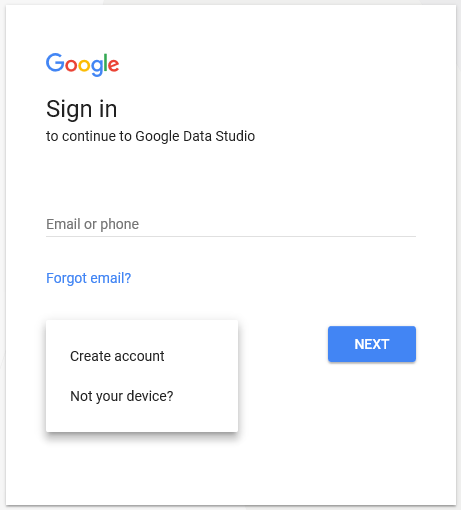 Google
Sign in
to continue to Google Data Studio
Email or phone
Forgot email?
Create account
NEXT
Not your device?